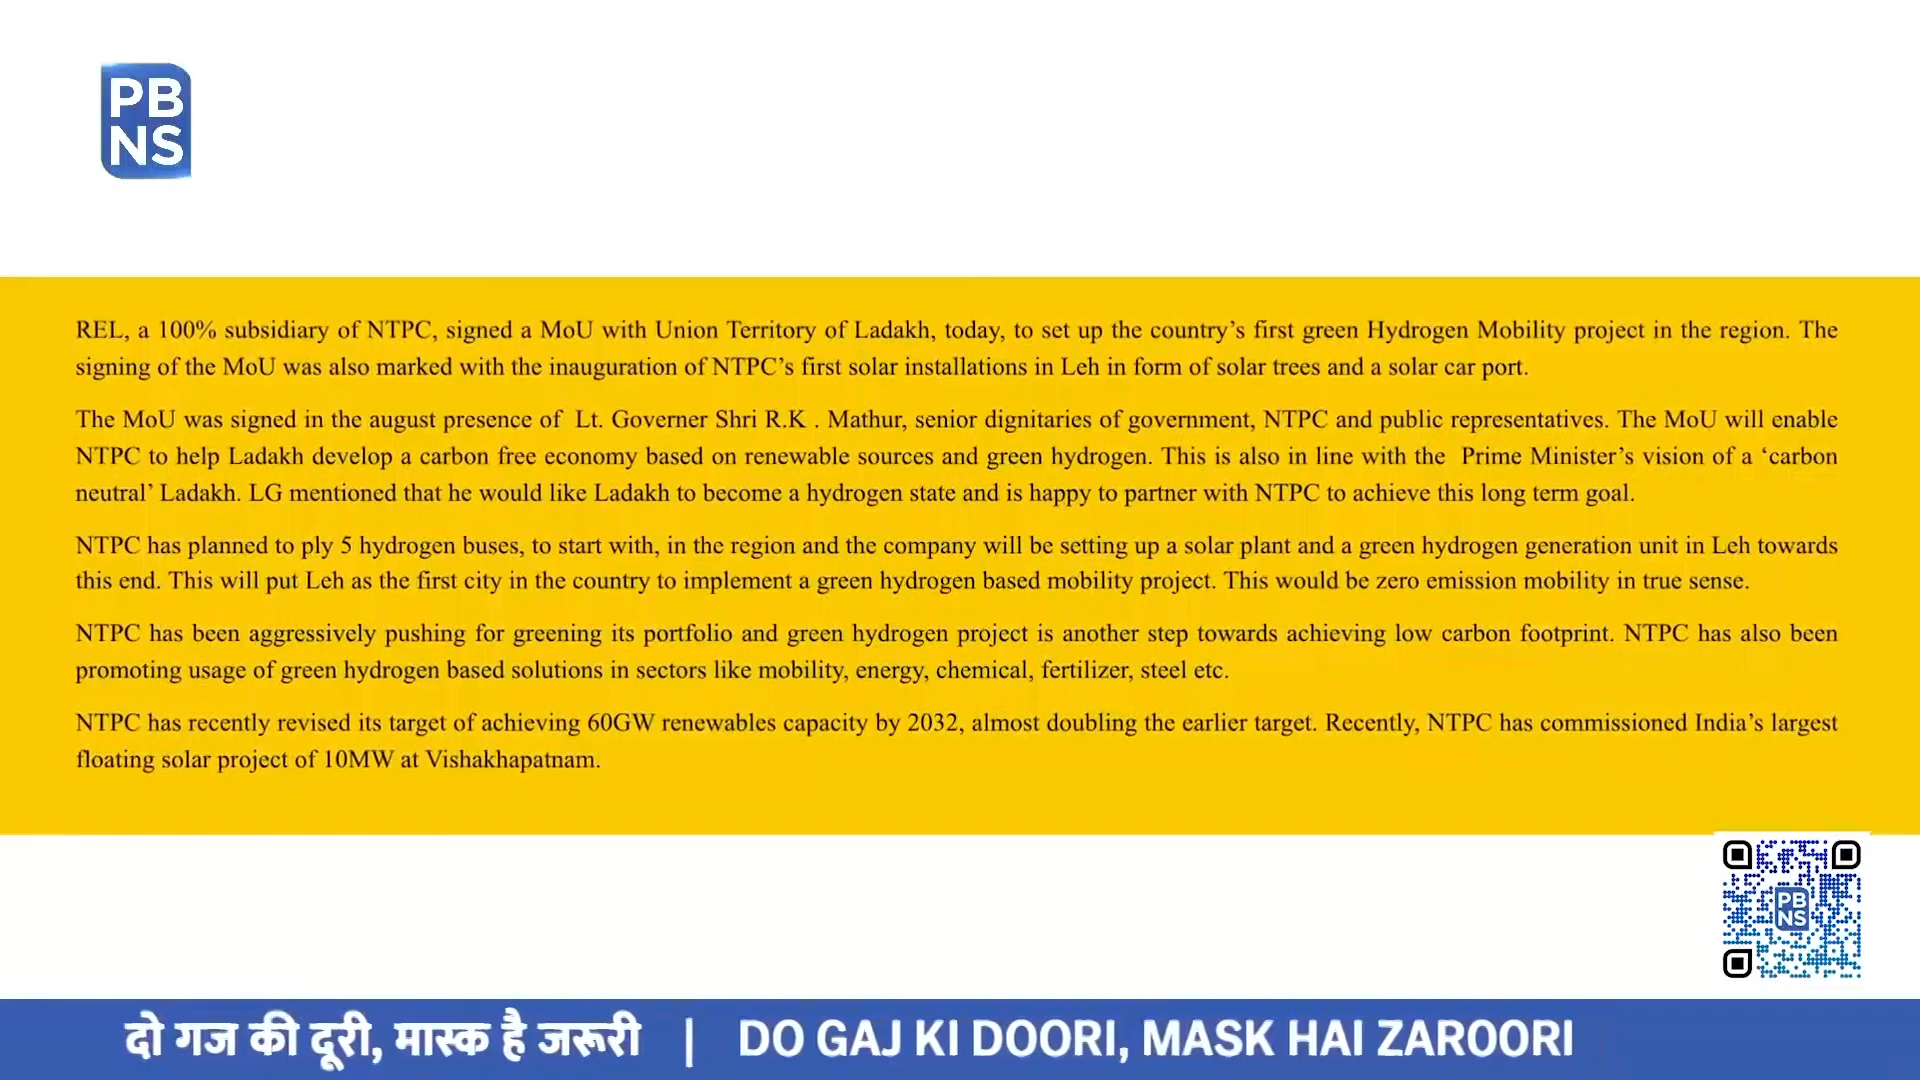 PB
NS
REL, a 100% subsidiary of NTPC, signed a MoU with Union Territory of Ladakh, today, to set up the country’s first green Hydrogen Mobility project in the region. The
signing of the MoU was also marked with the inauguration of NTPC’s first solar installations in Leh in form of solar trees and a solar car port.
The MoU was signed in the august presence of Lt. Governer Shri R.K . Mathur, senior dignitaries of government, NTPC and public representatives. The MoU will enable
NTPC to help Ladakh develop a carbon free economy based on renewable sources and green hydrogen. This is also in line with the Prime Minister’s vision of a ‘carbon
neutral’ Ladakh. LG mentioned that he would like Ladakh to become a hydrogen state and is happy to partner with NTPC to achieve this long term goal.
NTPC has planned to ply 5 hydrogen buses, to start with, in the region and the company will be setting up a solar plant and a green hydrogen generation unit in Leh towards
this end. This will put Leh as the first city in the country to implement a green hydrogen based mobility project. This would be zero emission mobility in true sense.
NTPC has been aggressively pushing for greening its portfolio and green hydrogen project is another step towards achieving low carbon footprint. NTPC has also been
promoting usage of green hydrogen based solutions in sectors like mobility, energy, chemical, fertilizer, steel etc.
NTPC has recently revised its target of achieving 60GW renewables capacity by 2032, almost doubling the earlier target. Recently, NTPC has commissioned India’s largest
floating solar project of 10MW at Vishakhapatnam.
PB
NS
दो गज की दूरी, मास्क है जरूरी | DO GAJ KI DOORI, MASK HAI ZAROORI